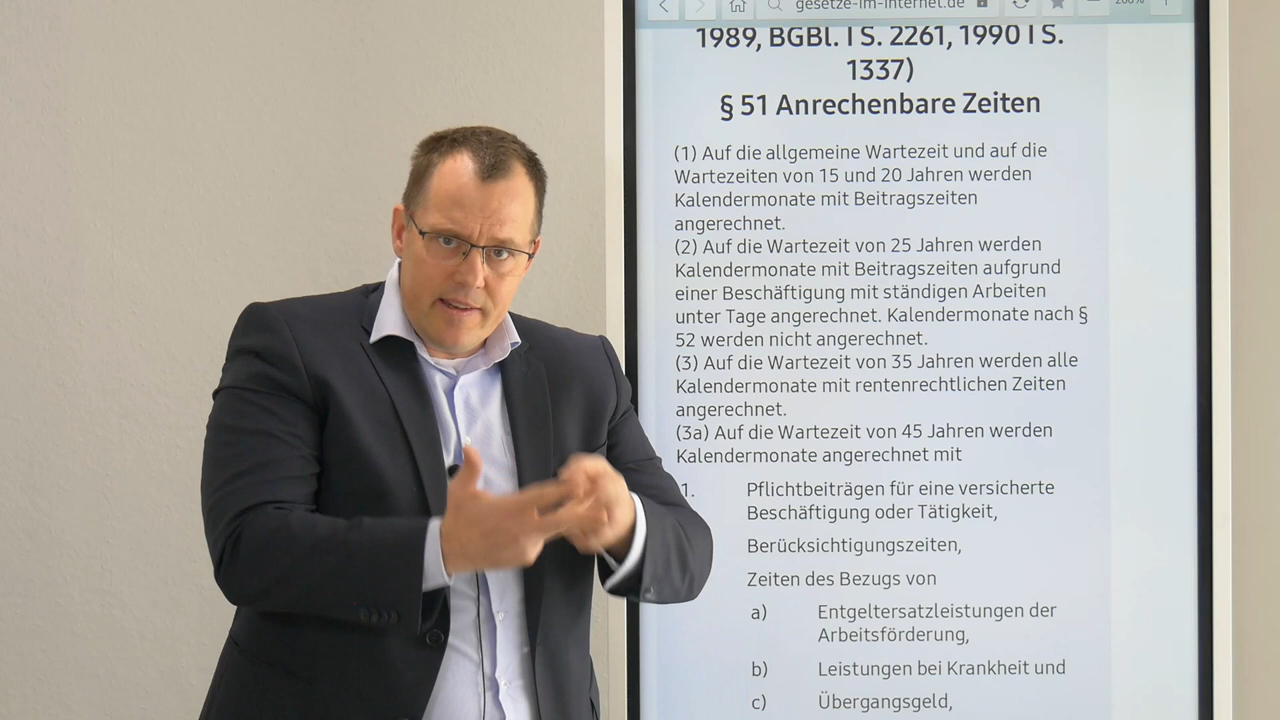 gesetze-im-internet.de
200%
1989, BGBl. I S. 2261, 1990 I S.
1337)
§ 51 Anrechenbare Zeiten
(1) Auf die allgemeine Wartezeit und auf die
Wartezeiten von 15 und 20 Jahren werden
Kalendermonate mit Beitragszeiten
angerechnet.
(2) Auf die Wartezeit von 25 Jahren werden
Kalendermonate mit Beitragszeiten aufgrund
einer Beschäftigung mit ständigen Arbeiten
unter Tage angerechnet. Kalendermonate nach §
52 werden nicht angerechnet.
(3) Auf die Wartezeit von 35 Jahren werden alle
Kalendermonate mit rentenrechtlichen Zeiten
angerechnet.
(3a) Auf die Wartezeit von 45 Jahren werden
Kalendermonate angerechnet mit
1. Pflichtbeiträgen für eine versicherte
Beschäftigung oder Tätigkeit,
Berücksichtigungszeiten,
Zeiten des Bezugs von
a) Entgeltersatzleistungen der
Arbeitsförderung,
b) Leistungen bei Krankheit und
c) Übergangsgeld,